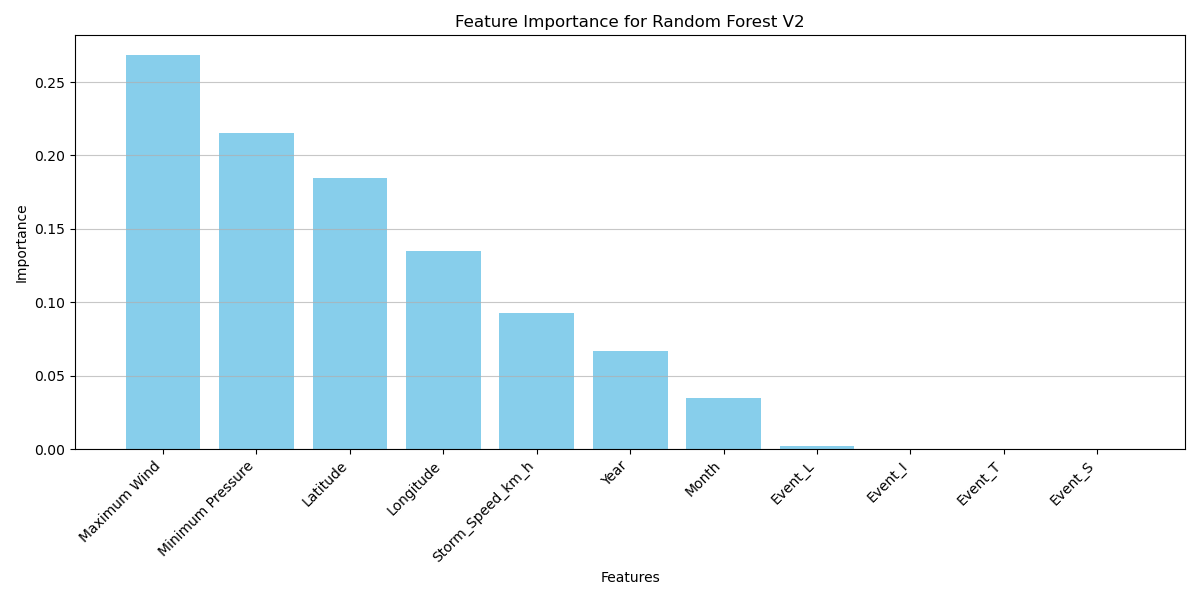 Feature Importance for Random Forest V2
Importance
0.25
0.20
0.15
0.10
0.05
0.00
Maximum Wind
Minimum Pressure
Latitude
Longitude
Storm_Speed_km_h
Year
Month
Event_L
Event_I
Event_T
Event_S
Features